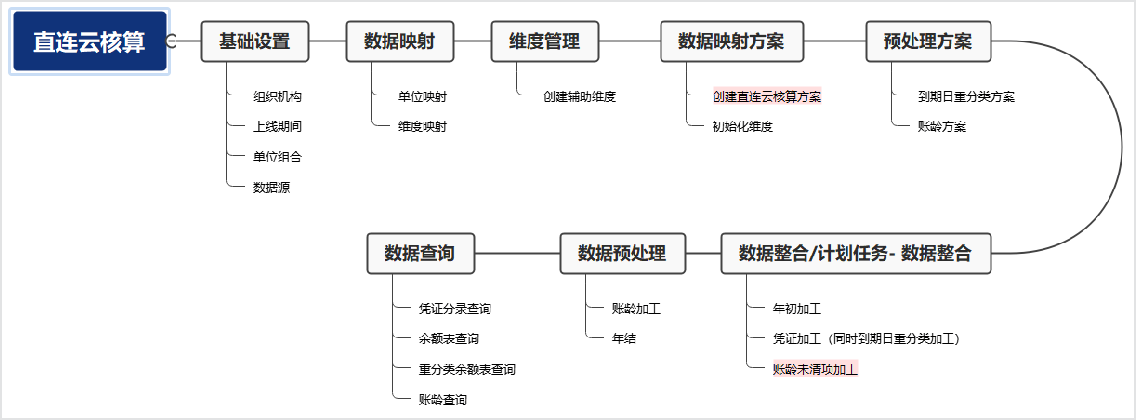 直连云核算
基础设置
组织机构
上线期间
单位组合
数据源
数据映射
单位映射
维度映射
维度管理
创建辅助维度
数据映射方案
创建直连云核算方案
初始化维度
预处理方案
到期日重分类方案
账龄方案
数据整合/计划任务- 数据整合
年初加工
凭证加工（同时到期日重分类加工）
账龄未清项加工
数据预处理
账龄加工
年结
数据查询
凭证分录查询
余额表查询
重分类余额表查询
账龄查询